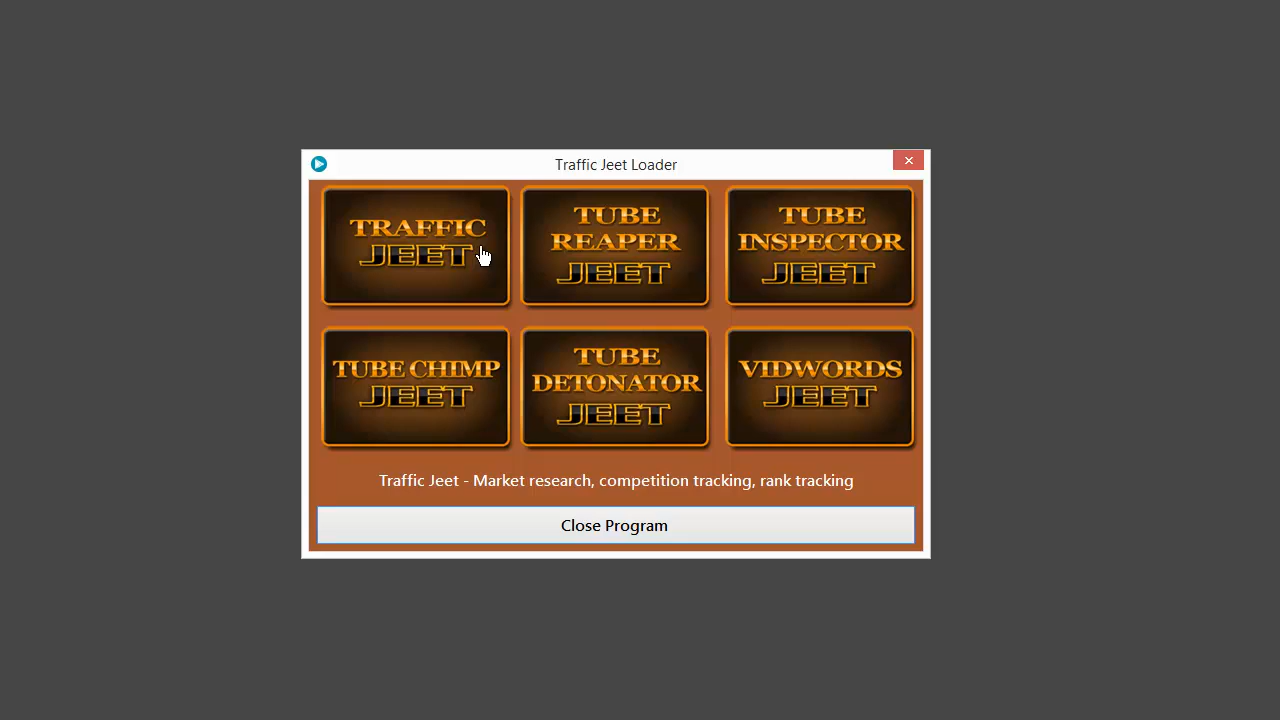 Traffic Jeet Loader
TRAFFIC
JEET
TUBE
REAPER
JEET
TUBE
INSPECTOR
JEET
TUBE CHIMP
JEET
TUBE
DETONATOR
JEET
VIDWORDS
JEET
Traffic Jeet - Market research, competition tracking, rank tracking
Close Program